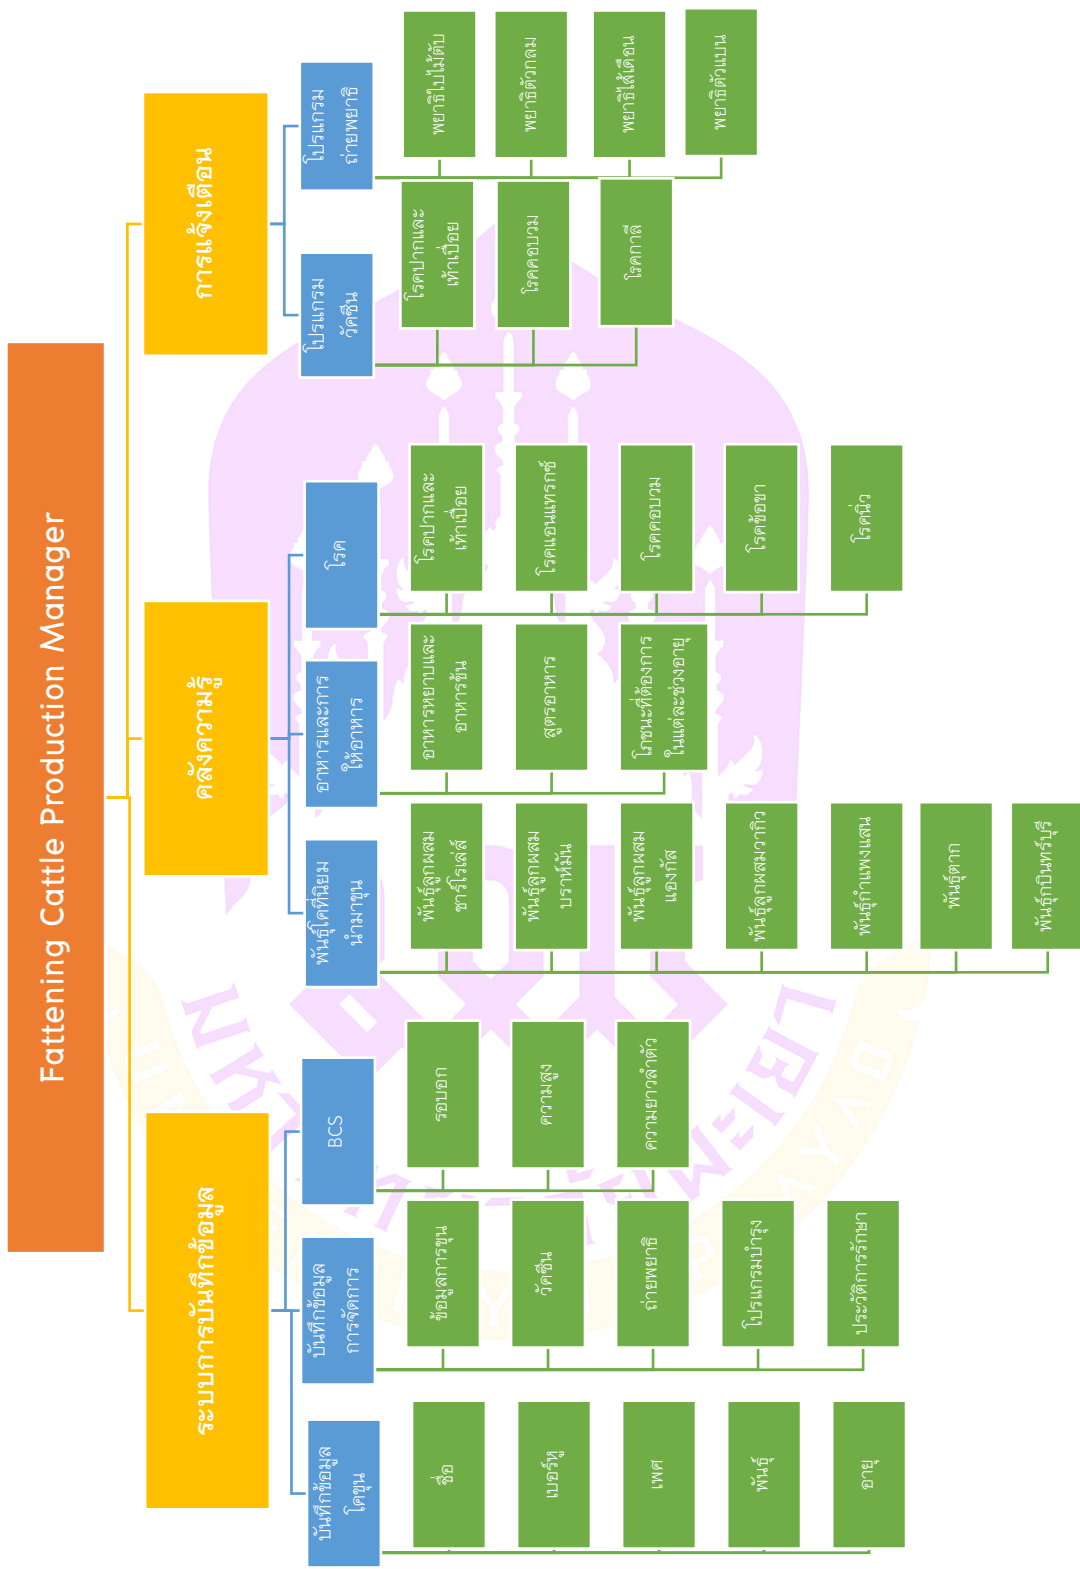 Fattening Cattle Production Manager
ระบบการบันทึกข้อมูล
บันทึกข้อมูล
โคขุน
ชื่อ
เบอร์หู
เพศ
พันธุ์
อายุ
บันทึกข้อมูล
การจัดการ
ข้อมูลการขุน
วัคซีน
ถ่ายพยาธิ
โปรแกรมบำรุง
ประวัติการรักษา
BCS
รอบอก
ความสูง
ความยาวลำตัว
คลังความรู้
พันธุ์โคที่นิยม
นำมาขุน
พันธุ์ลูกผสม
ชาร์โรเล่ส์
พันธุ์ลูกผสม
บราห์มัน
พันธุ์ลูกผสม
แองกัส
พันธุ์ลูกผสมวากิว
พันธุ์กำแพงแสน
พันธุ์ตาก
พันธุ์กบินทร์บุรี
อาหารและการ
ให้อาหาร
อาหารหยาบและ
อาหารข้น
สูตรอาหาร
โภชนะที่ต้องการ
ในแต่ละช่วงอายุ
โรค
โรคปากและ
เท้าเปื่อย
โรคแอนแทรกซ์
โรคคอบวม
โรคข้อขา
โรคนิ่ว
การแจ้งเตือน
โปรแกรม
วัคซีน
โรคปากและ
เท้าเปื่อย
โรคคอบวม
โรคกาลี
โปรแกรม
ถ่ายพยาธิ
พยาธิใบไม้ตับ
พยาธิตัวกลม
พยาธิไส้เดือน
พยาธิตัวแบน